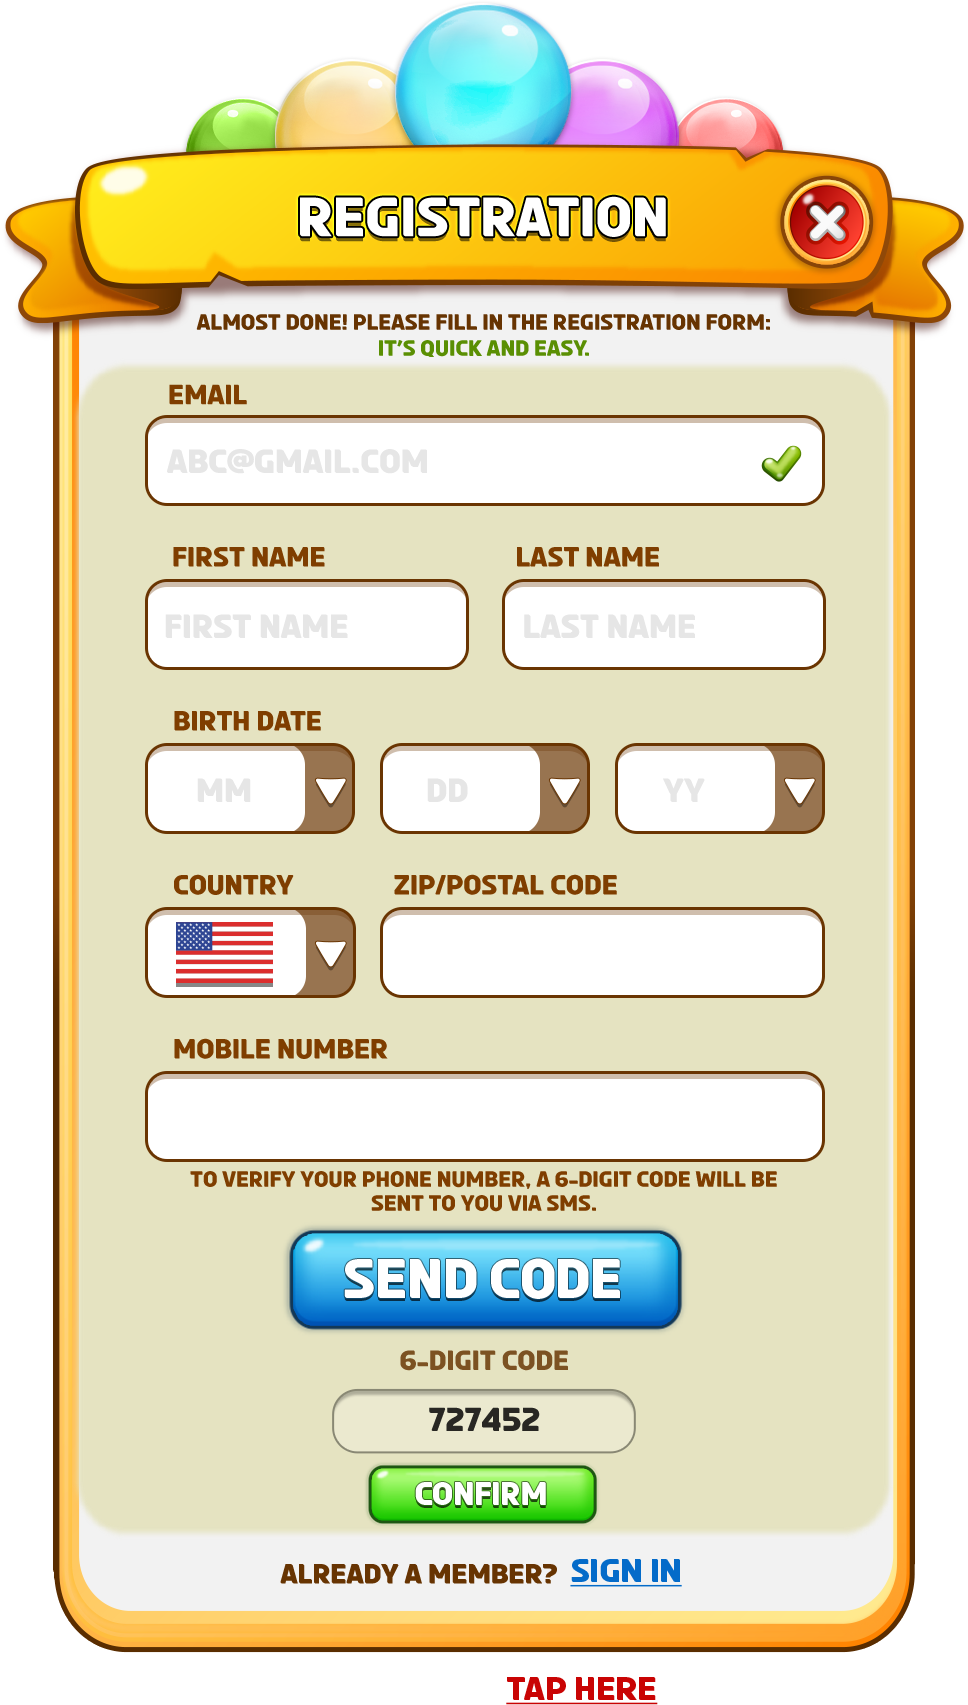 REGISTRATION
ALMOST DONE! PLEASE FILL IN THE REGISTRATION FORM:
IT'S QUICK AND EASY.
EMAIL
ABC@GMAIL.COM
FIRST NAME LAST NAME
FIRST NAME LAST NAME
BIRTH DATE
MM DD YY
COUNTRY ZIP/POSTAL CODE
MOBILE NUMBER
TO VERIFY YOUR PHONE NUMBER, A 6-DIGIT CODE WILL BE
SENT TO YOU VIA SMS.
SEND CODE
6-DIGIT CODE
727452
CONFIRM
ALREADY A MEMBER? SIGN IN
TAP HERE